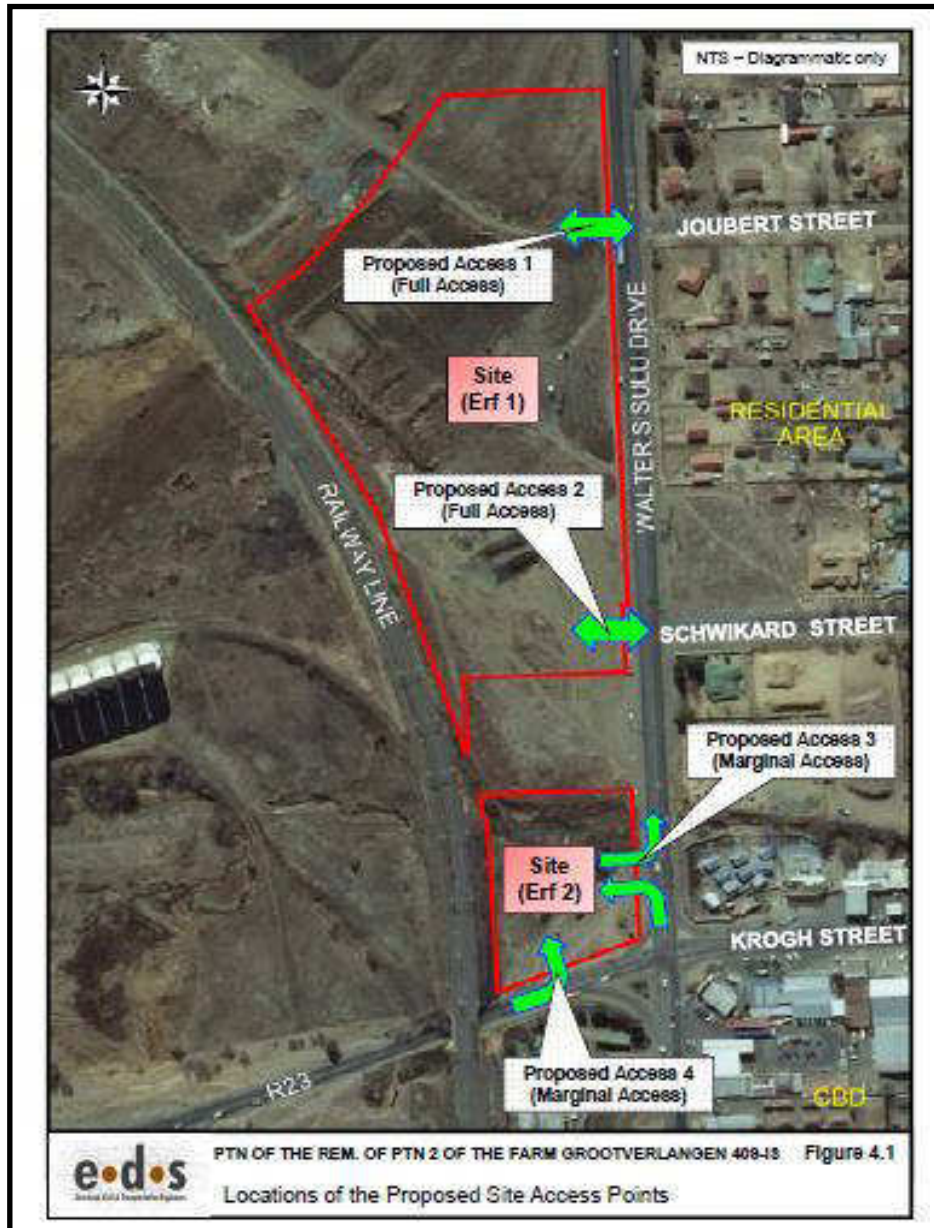 NTS – Diagrammatic only
JOUBERT STREET
Proposed Access 1
(Full Access)
WALTER SISULU DRIVE
Site
(Erf 1)
RESIDENTIAL
AREA
Proposed Access 2
(Full Access)
RAILWAY LINE
SCHWIKARD STREET
Proposed Access 3
(Marginal Access)
Site
(Erf 2)
KROGH STREET
Proposed Access 4
(Marginal Access)
R23
CBD
e•d•s
PTN OF THE REM. OF PTN 2 OF THE FARM GROOTVERLANGEN 409-IS Figure 4.1
Locations of the Proposed Site Access Points